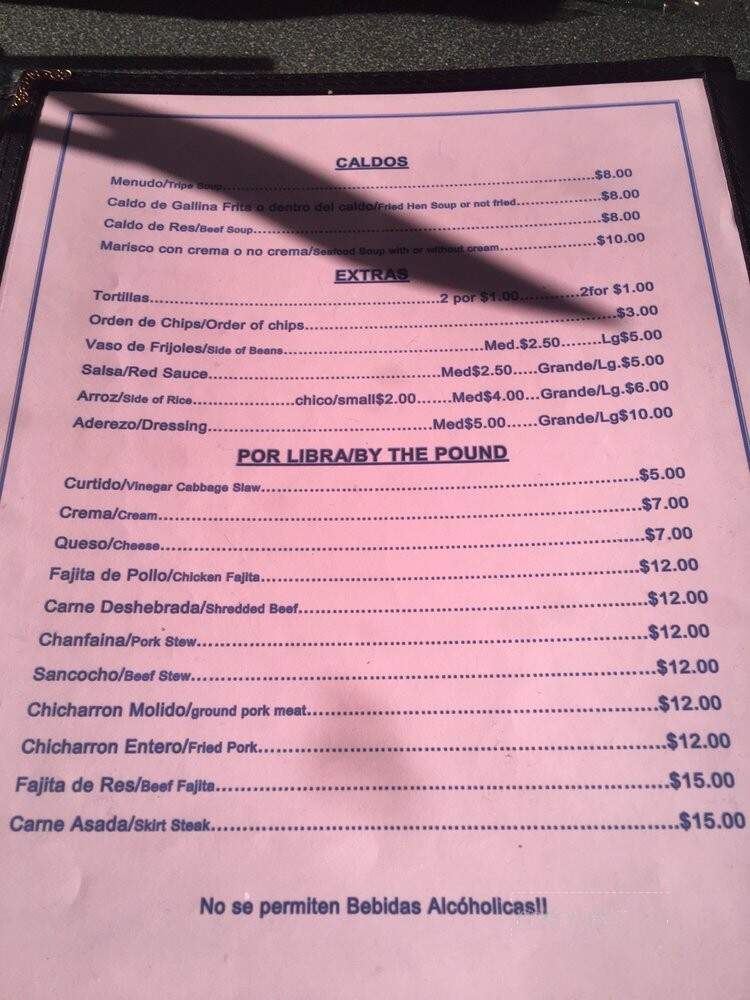 CALDOS
Menudo/Tripe Soup..............................$8.00
Caldo de Gallina Frita o dentro del caldo/Fried Hen Soup or not fried.................$8.00
Caldo de Res/Beef Soup..............................$8.00
Marisco con crema o no crema/Seafood Soup with or without cream....................$10.00
EXTRAS
Tortillas..............................2 por $1.00............2for $1.00
Orden de Chips/Order of chips..............................$3.00
Vaso de Frijoles/Side of Beans..............................Med.$2.50........Lg$5.00
Salsa/Red Sauce..............................Med$2.50.....Grande/Lg.$5.00
Arroz/Side of Rice....................chico/small$2.00.......Med$4.00...Grande/Lg.$6.00
Aderezo/Dressing..............................Med$5.00......Grande/Lg$10.00
POR LIBRA/BY THE POUND
Curtido/Vinegar Cabbage Slaw..............................$5.00
Crema/Cream..............................$7.00
Queso/Cheese..............................$7.00
Fajita de Pollo/Chicken Fajita..............................$12.00
Carne Deshebrada/Shredded Beef..............................$12.00
Chanfaina/Pork Stew..............................$12.00
Sancocho/Beef Stew..............................$12.00
Chicharron Molido/ground pork meat..............................$12.00
Chicharron Entero/Fried Pork..............................$12.00
Fajita de Res/Beef Fajita..............................$15.00
Carne Asada/Skirt Steak..............................$15.00
No se permiten Bebidas Alcóholicas!!